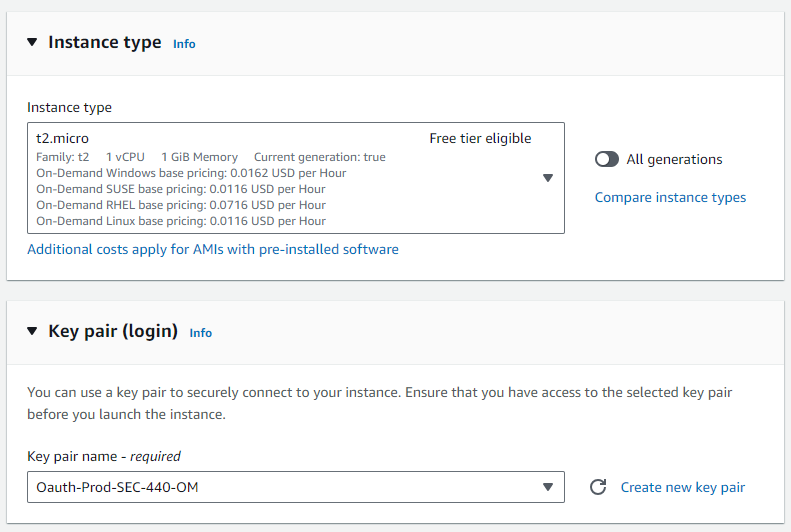 Instance type Info
Instance type
t2.micro Free tier eligible
Family: t2 1 vCPU 1 GiB Memory Current generation: true
On-Demand Windows base pricing: 0.0162 USD per Hour
On-Demand SUSE base pricing: 0.0116 USD per Hour
On-Demand RHEL base pricing: 0.0716 USD per Hour
On-Demand Linux base pricing: 0.0116 USD per Hour
All generations
Compare instance types
Additional costs apply for AMIs with pre-installed software
Key pair (login) Info
You can use a key pair to securely connect to your instance. Ensure that you have access to the selected key pair
before you launch the instance.
Key pair name - required
Oauth-Prod-SEC-440-OM
Create new key pair